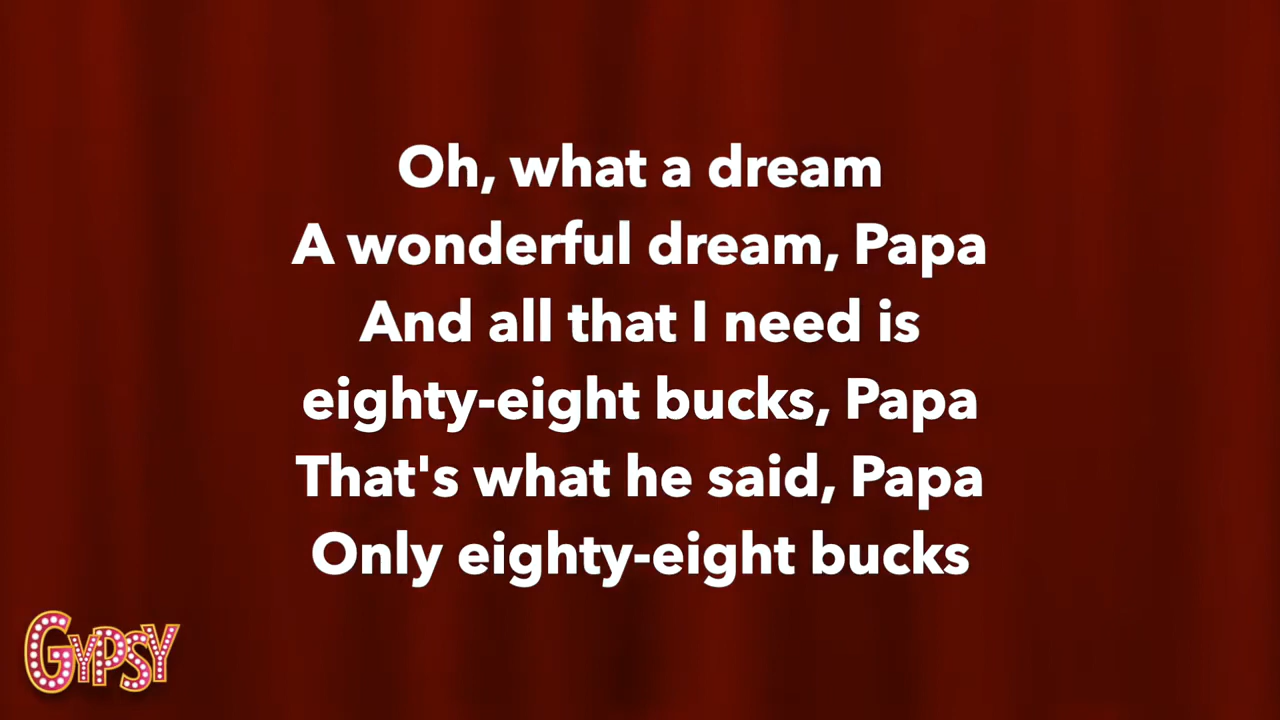 Oh, what a dream
A wonderful dream, Papa
And all that I need is
eighty-eight bucks, Papa
That's what he said, Papa
Only eighty-eight bucks
GYPSY